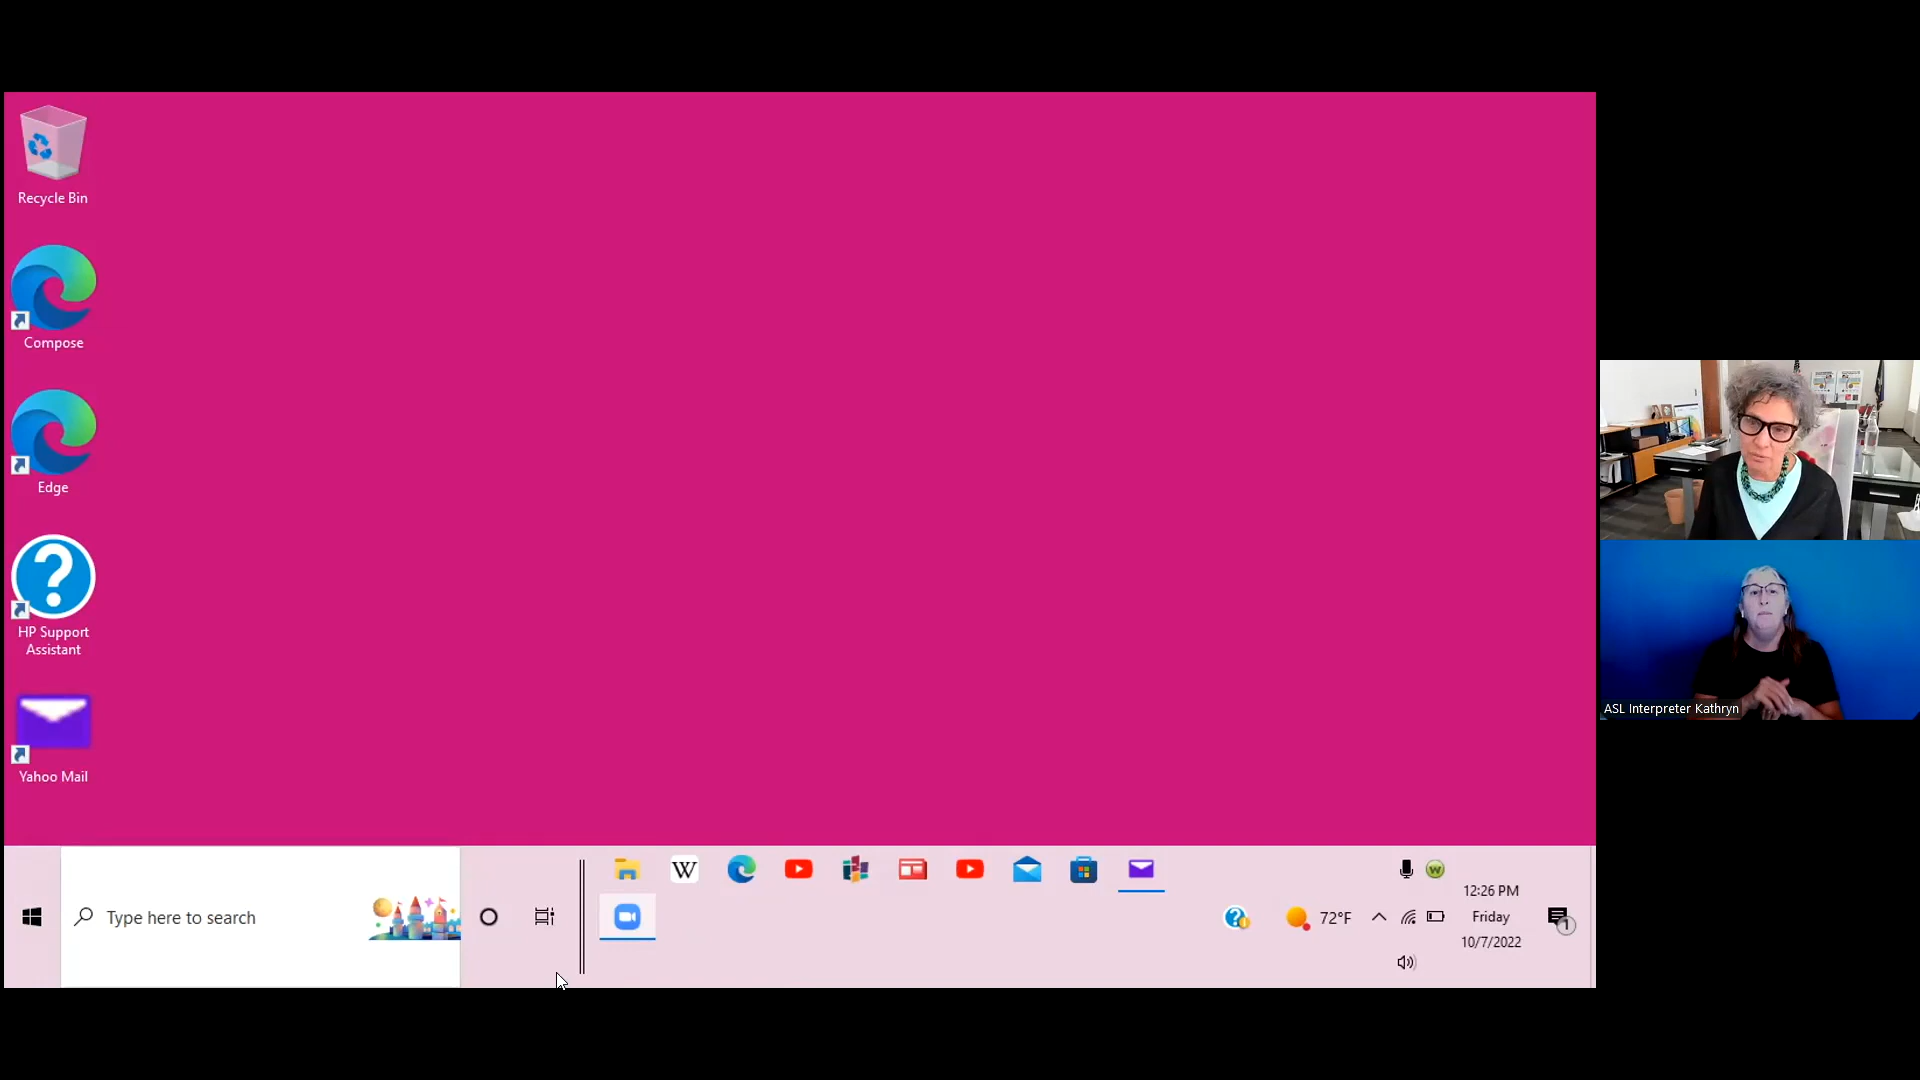 Recycle Bin
Compose
Edge
HP Support
Assistant
Yahoo Mail
Type here to search
W
W
72°F
12:26 PM
Friday
10/7/2022
1
ASL Interpreter Kathryn